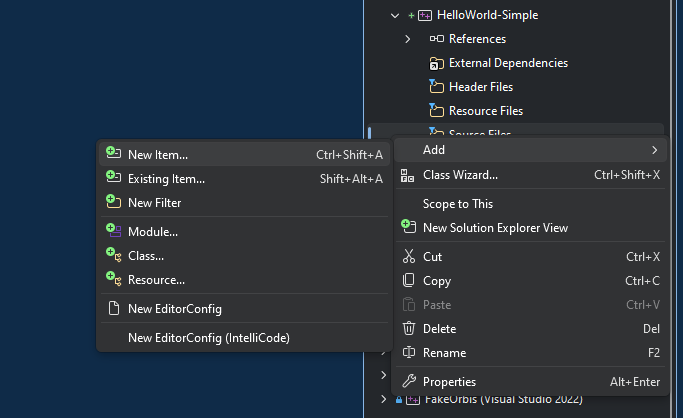 HelloWorld-Simple
References
External Dependencies
Header Files
Resource Files
Source Files
New Item... Ctrl+Shift+A
Existing Item... Shift+Alt+A
New Filter
Module...
Class...
Resource...
New EditorConfig
New EditorConfig (IntelliCode)
Add
Class Wizard... Ctrl+Shift+X
Scope to This
New Solution Explorer View
Cut Ctrl+X
Copy Ctrl+C
Paste Ctrl+V
Delete Del
Rename F2
Properties Alt+Enter
FakeOrbis (Visual Studio 2022)